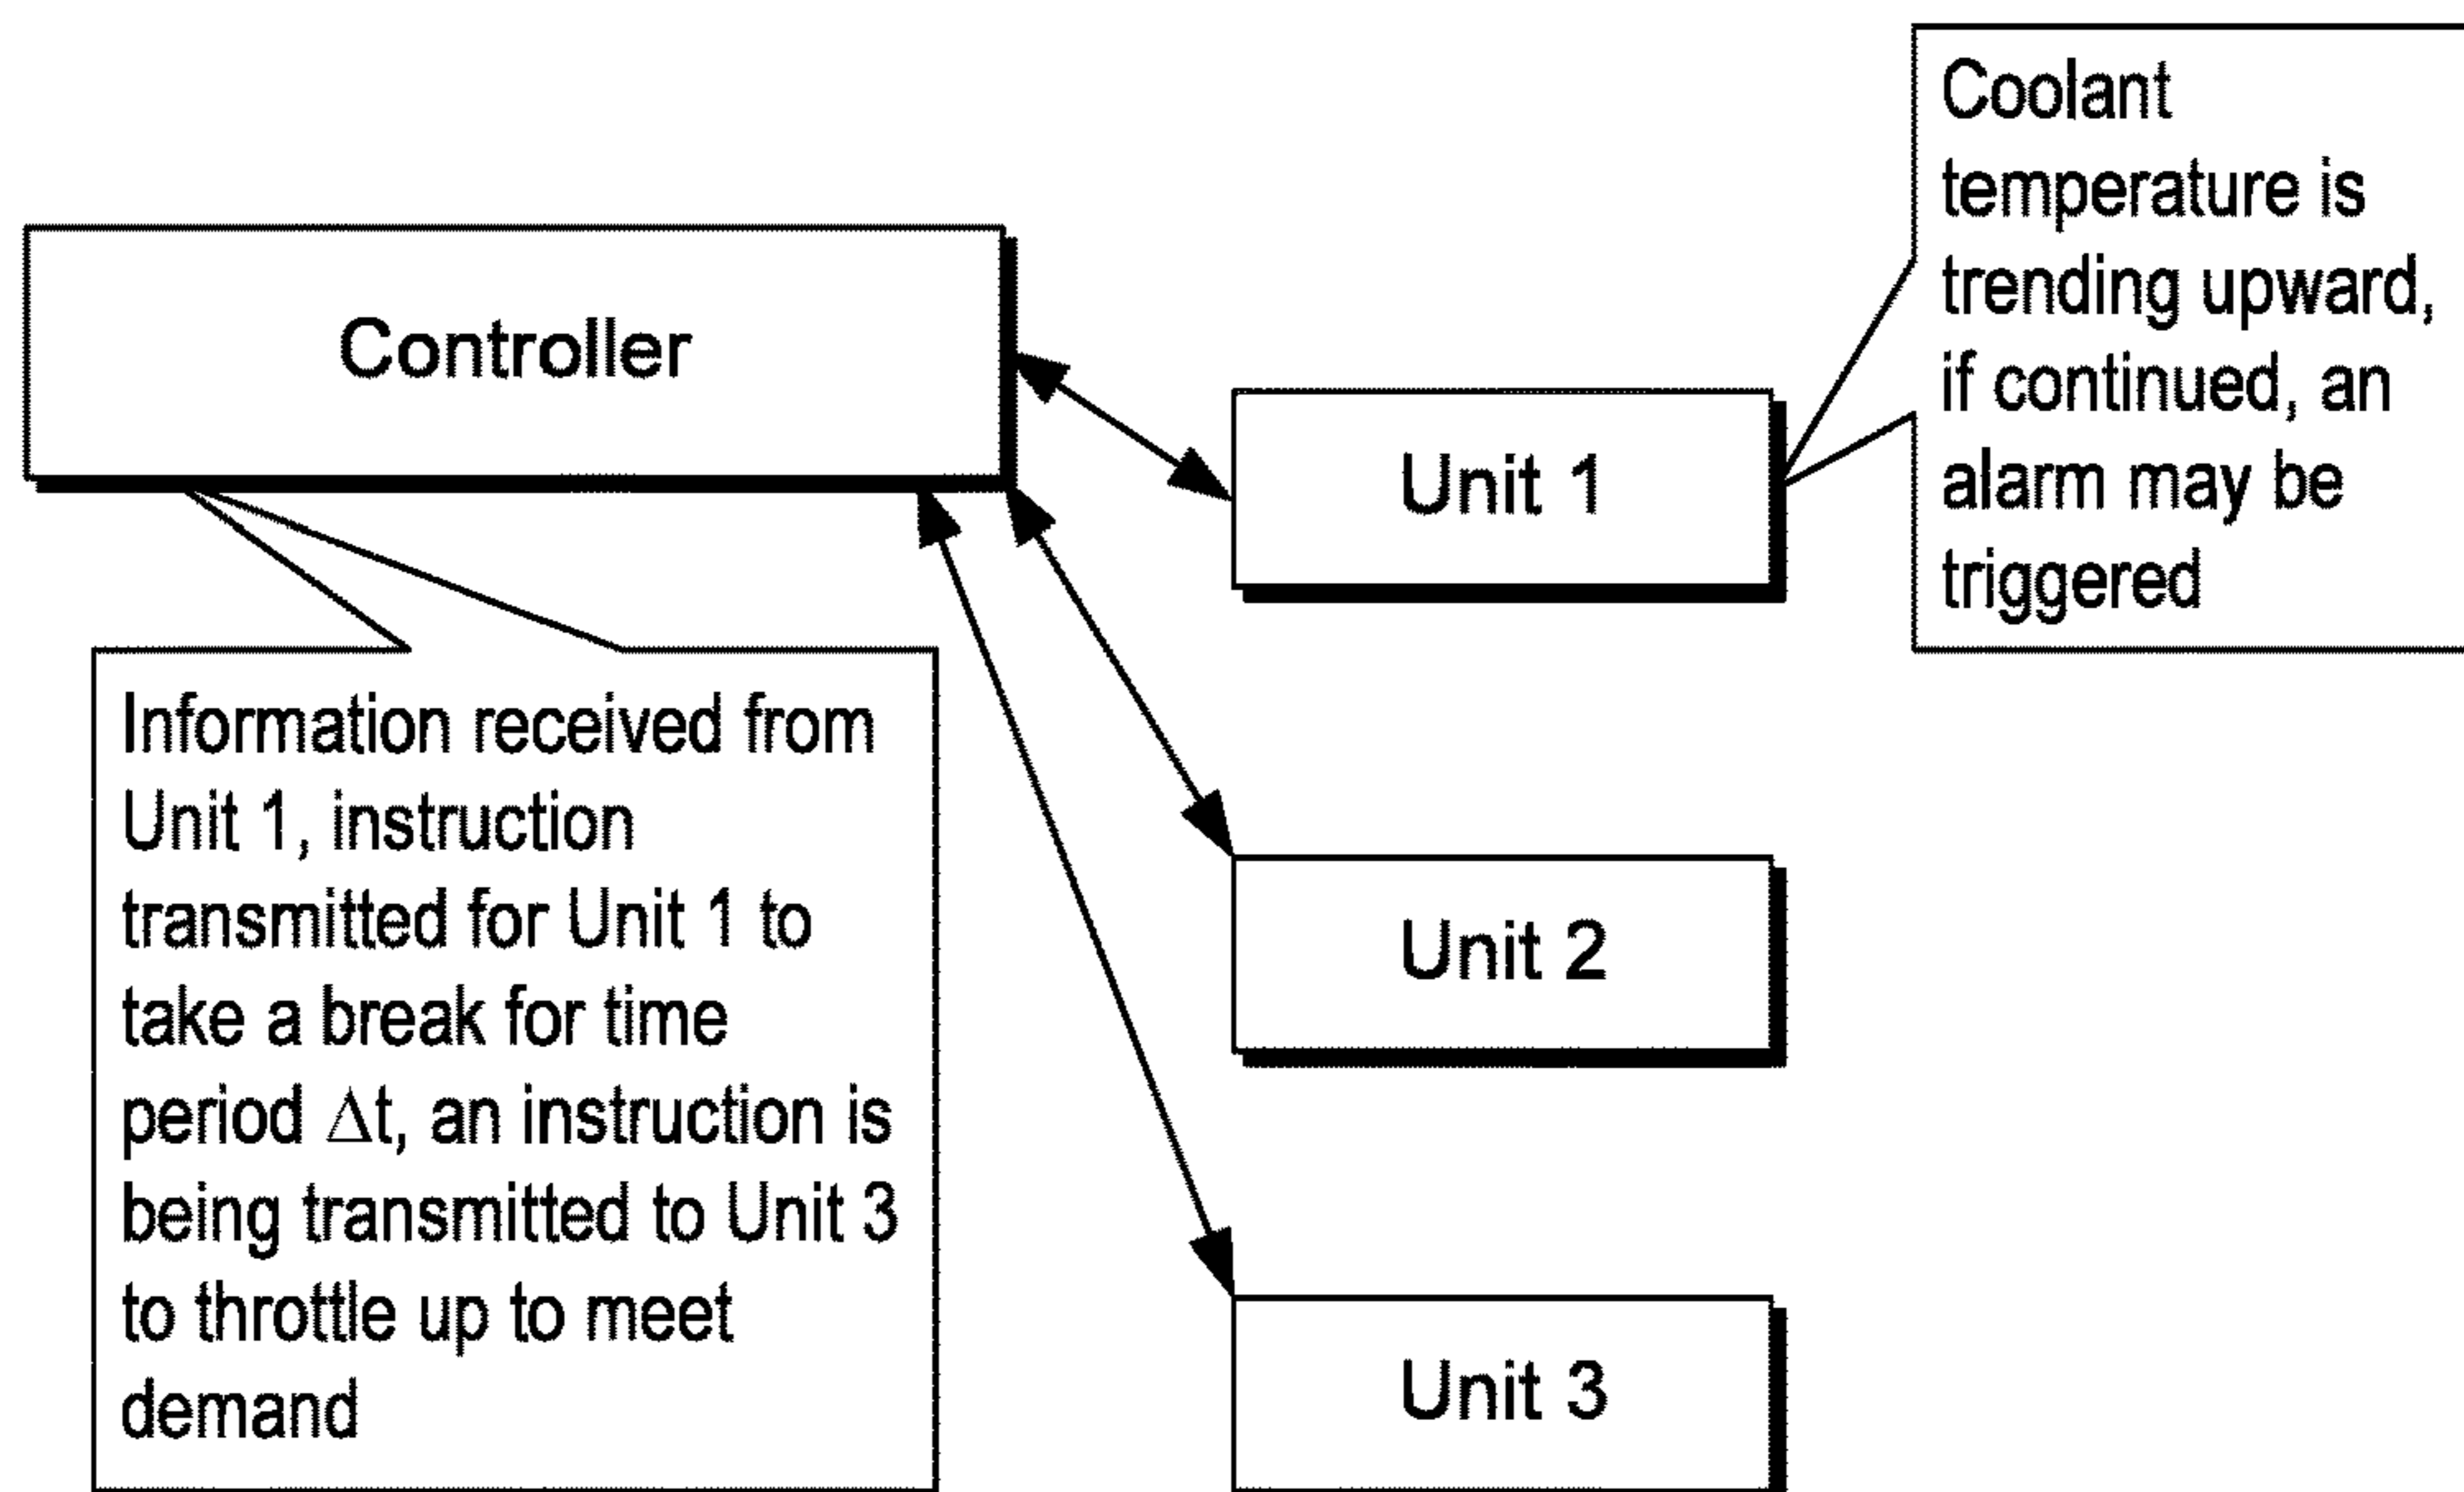 Controller
Coolant
temperature is
trending upward,
if continued, an
alarm may be
triggered
Unit 1
Information received from
Unit 1, instruction
transmitted for Unit 1 to
take a break for time
period Δt, an instruction is
being transmitted to Unit 3
to throttle up to meet
demand
Unit 2
Unit 3